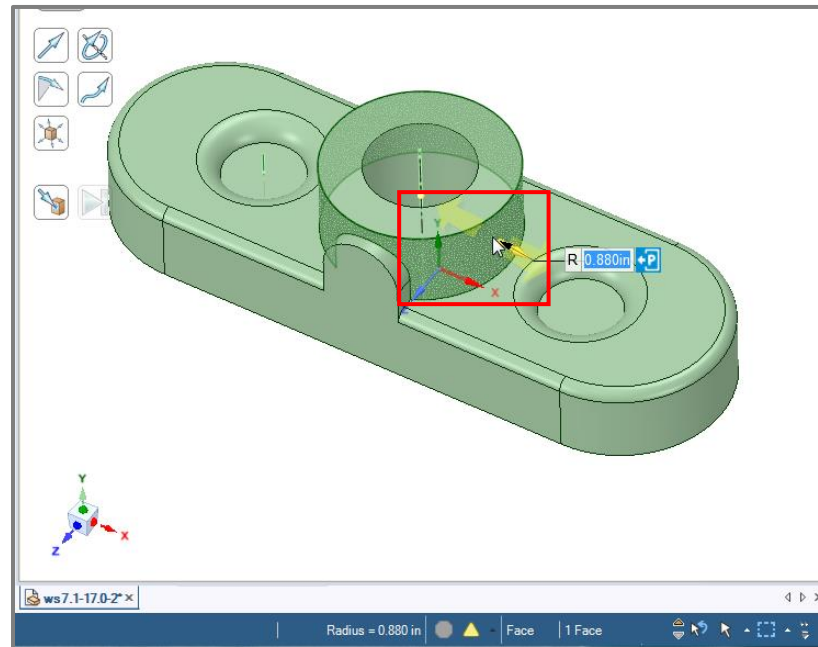 Y
X
Z
R 0.880in P
Y
X
Z
ws7.1-17.0-2*
Radius = 0.880 in Face 1 Face